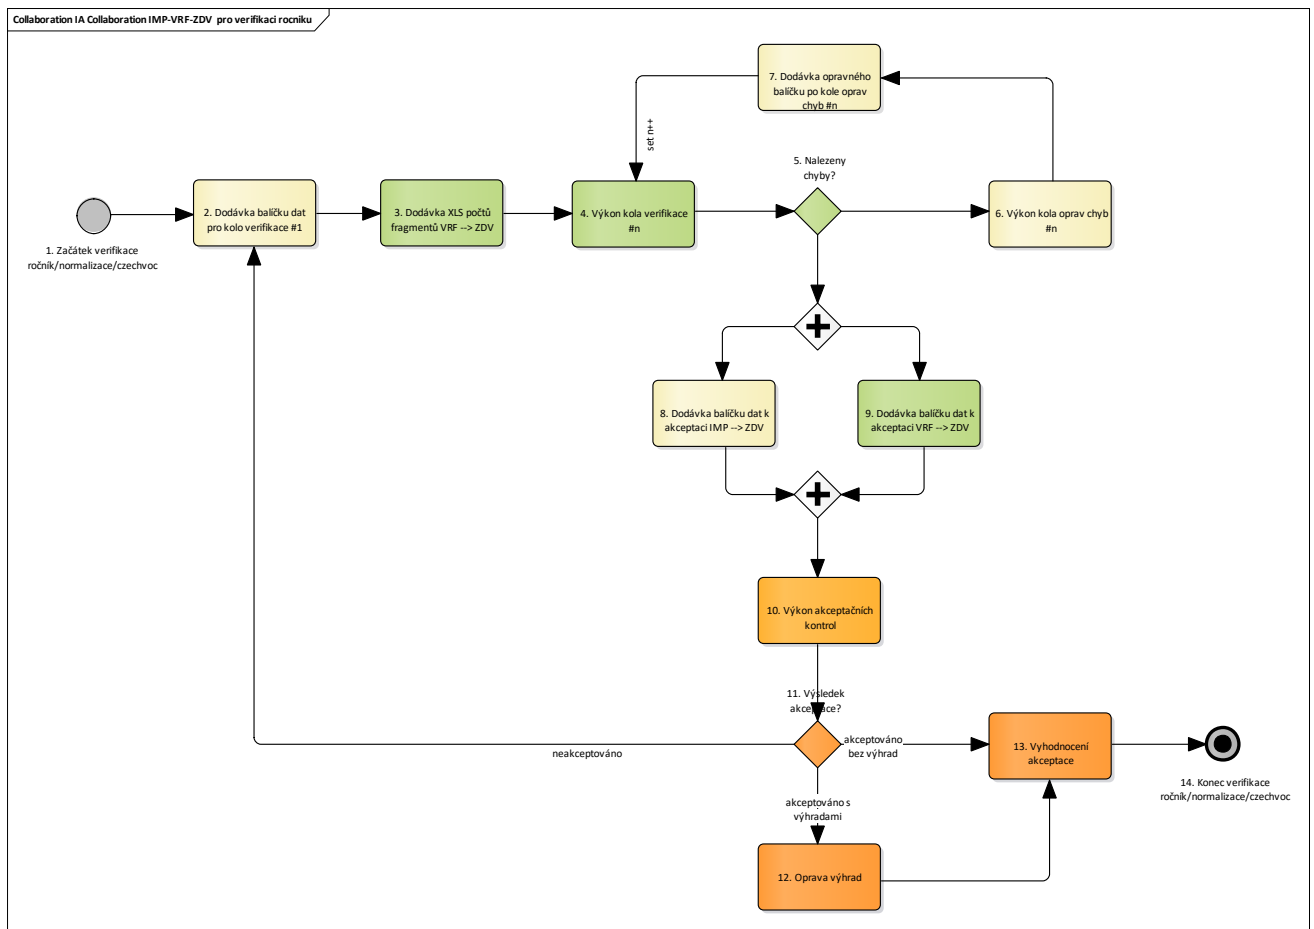 Collaboration IA Collaboration IMP-VRF-ZDV pro verifikaci rocniku
7. Dodávka opravného
balíčku po kole oprav
chyb #n
set n++
5. Nalezeny
chyby?
1. Začátek verifikace
ročník/normalizace/czechvoc
2. Dodávka balíčku dat
pro kolo verifikace #1
3. Dodávka XLS počtů
fragmentů VRF --> ZDV
4. Výkon kola verifikace
#n
6. Výkon kola oprav chyb
#n
8. Dodávka balíčku dat k
akceptaci IMP --> ZDV
9. Dodávka balíčku dat k
akceptaci VRF --> ZDV
10. Výkon akceptačních
kontrol
11. Výsledek
akceptace?
neakceptováno
akceptováno
bez výhrad
13. Vyhodnocení
akceptace
14. Konec verifikace
ročník/normalizace/czechvoc
akceptováno s
výhradami
12. Oprava výhrad